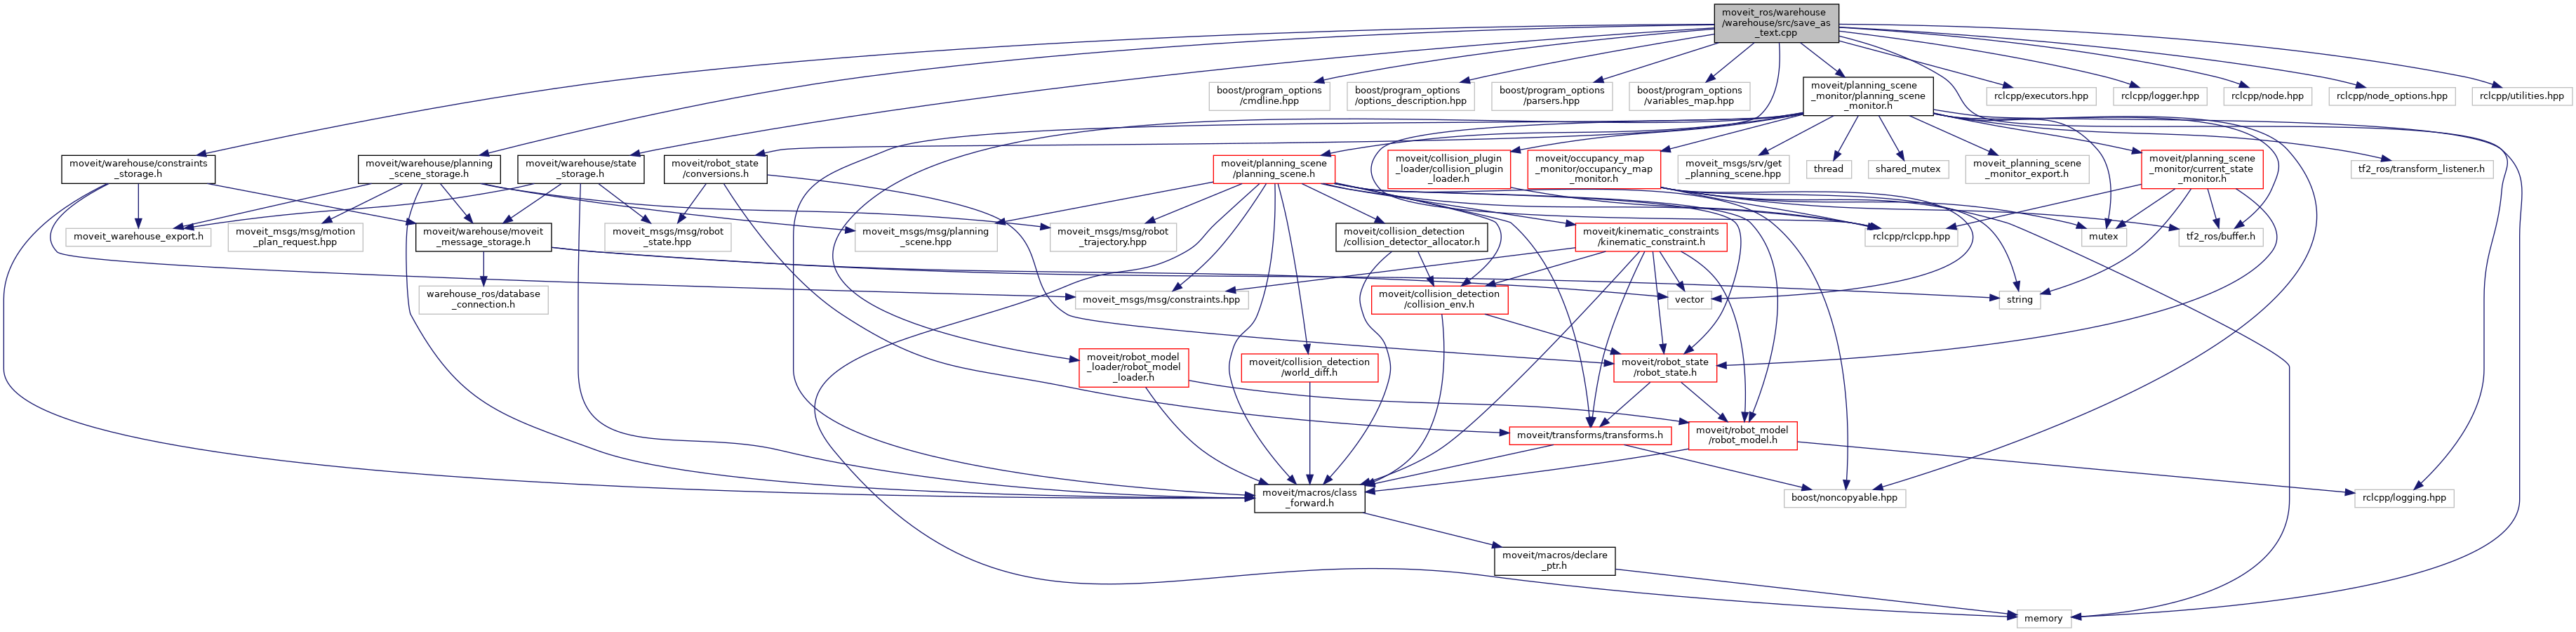 moveit_ros/warehouse
/warehouse/src/save_as
_text.cpp
boost/program_options
/cmdline.hpp
boost/program_options
/options_description.hpp
boost/program_options
/parsers.hpp
boost/program_options
/variables_map.hpp
moveit/planning_scene
_monitor/planning_scene
_monitor.h
rclcpp/executors.hpp
rclcpp/logger.hpp
rclcpp/node.hpp
rclcpp/node_options.hpp
rclcpp/utilities.hpp
moveit/warehouse/constraints
_storage.h
moveit/warehouse/planning
_scene_storage.h
moveit/warehouse/state
_storage.h
moveit/robot_state
/conversions.h
moveit/planning_scene
/planning_scene.h
moveit/collision_plugin
_loader/collision_plugin
_loader.h
moveit/occupancy_map
_monitor/occupancy_map
_monitor.h
moveit_msgs/srv/get
_planning_scene.hpp
thread
shared_mutex
moveit_planning_scene
_monitor_export.h
moveit/planning_scene
_monitor/current_state
_monitor.h
tf2_ros/transform_listener.h
moveit_warehouse_export.h
moveit_msgs/msg/motion
_plan_request.hpp
moveit/warehouse/moveit
_message_storage.h
moveit_msgs/msg/robot
_state.hpp
moveit_msgs/msg/planning
_scene.hpp
moveit_msgs/msg/robot
_trajectory.hpp
moveit/collision_detection
/collision_detector_allocator.h
moveit/kinematic_constraints
/kinematic_constraint.h
rclcpp/rclcpp.hpp
mutex
tf2_ros/buffer.h
warehouse_ros/database
_connection.h
moveit_msgs/msg/constraints.hpp
moveit/collision_detection
/collision_env.h
vector
string
moveit/robot_model
_loader/robot_model
_loader.h
moveit/collision_detection
/world_diff.h
moveit/robot_state
/robot_state.h
moveit/transforms/transforms.h
moveit/robot_model
/robot_model.h
moveit/macros/class
_forward.h
boost/noncopyable.hpp
rclcpp/logging.hpp
moveit/macros/declare
_ptr.h
memory